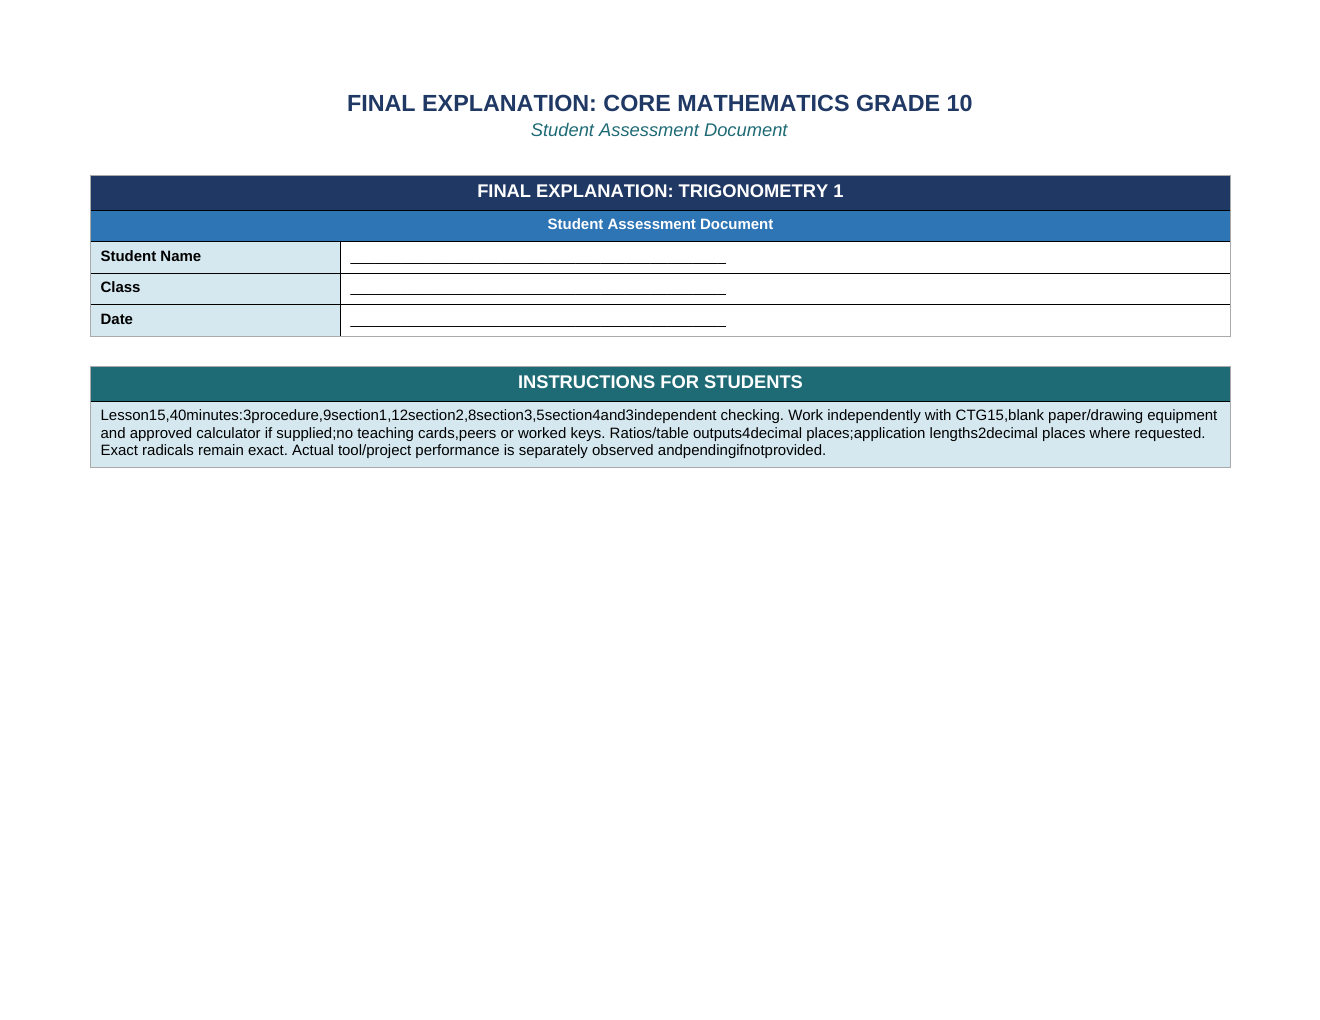 FINAL EXPLANATION: CORE MATHEMATICS GRADE 10
Student Assessment Document
FINAL EXPLANATION: TRIGONOMETRY 1
Student Assessment Document
Student Name _______________________________________________
Class _______________________________________________
Date _______________________________________________
INSTRUCTIONS FOR STUDENTS
Lesson15,40minutes:3procedure,9section1,12section2,8section3,5section4and3independent checking. Work independently with CTG15,blank paper/drawing equipment
and approved calculator if supplied;no teaching cards,peers or worked keys. Ratios/table outputs4decimal places;application lengths2decimal places where requested.
Exact radicals remain exact. Actual tool/project performance is separately observed andpendingifnotprovided.